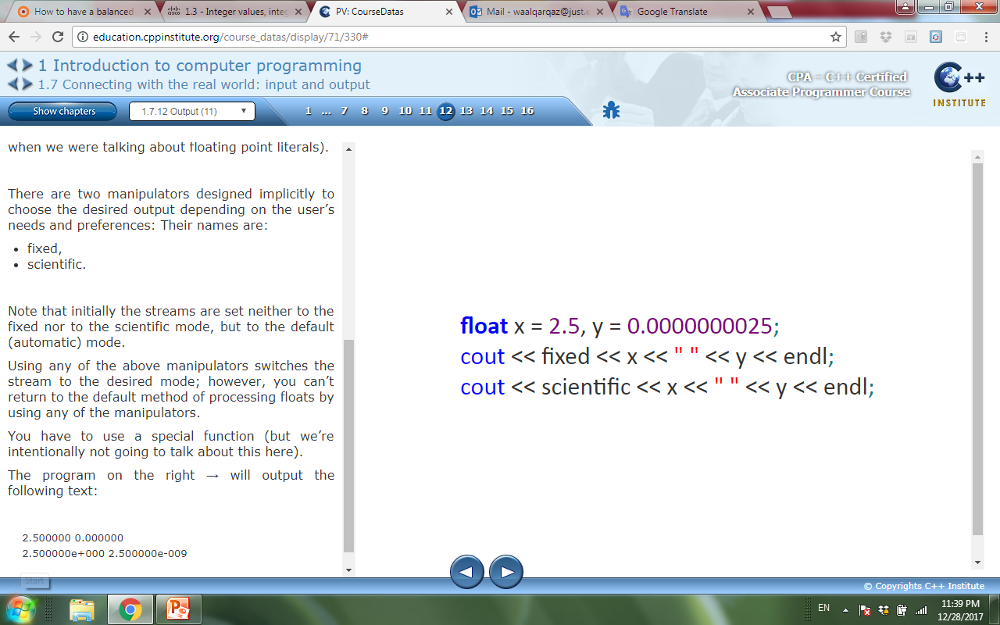 How to have a balanced
1.3 - Integer values, integ
PV: CourseDatas
Mail - waalqarqaz@just.e
Google Translate
education.cppinstitute.org/course_datas/display/71/330#
1 Introduction to computer programming
1.7 Connecting with the real world: input and output
CPA – C++ Certified
Associate Programmer Course
C++
INSTITUTE
Show chapters
1.7.12 Output (11)
1 ... 7 8 9 10 11 12 13 14 15 16
when we were talking about floating point literals).
There are two manipulators designed implicitly to
choose the desired output depending on the user's
needs and preferences: Their names are:
• fixed,
• scientific.
Note that initially the streams are set neither to the
fixed nor to the scientific mode, but to the default
(automatic) mode.
Using any of the above manipulators switches the
stream to the desired mode; however, you can't
return to the default method of processing floats by
using any of the manipulators.
You have to use a special function (but we're
intentionally not going to talk about this here).
The program on the right → will output the
following text:
2.500000 0.000000
2.500000e+000 2.500000e-009
float x = 2.5, y = 0.0000000025;
cout << fixed << x << " " << y << endl;
cout << scientific << x << " " << y << endl;
Start
© Copyrights C++ Institute
EN
11:39 PM
12/28/2017